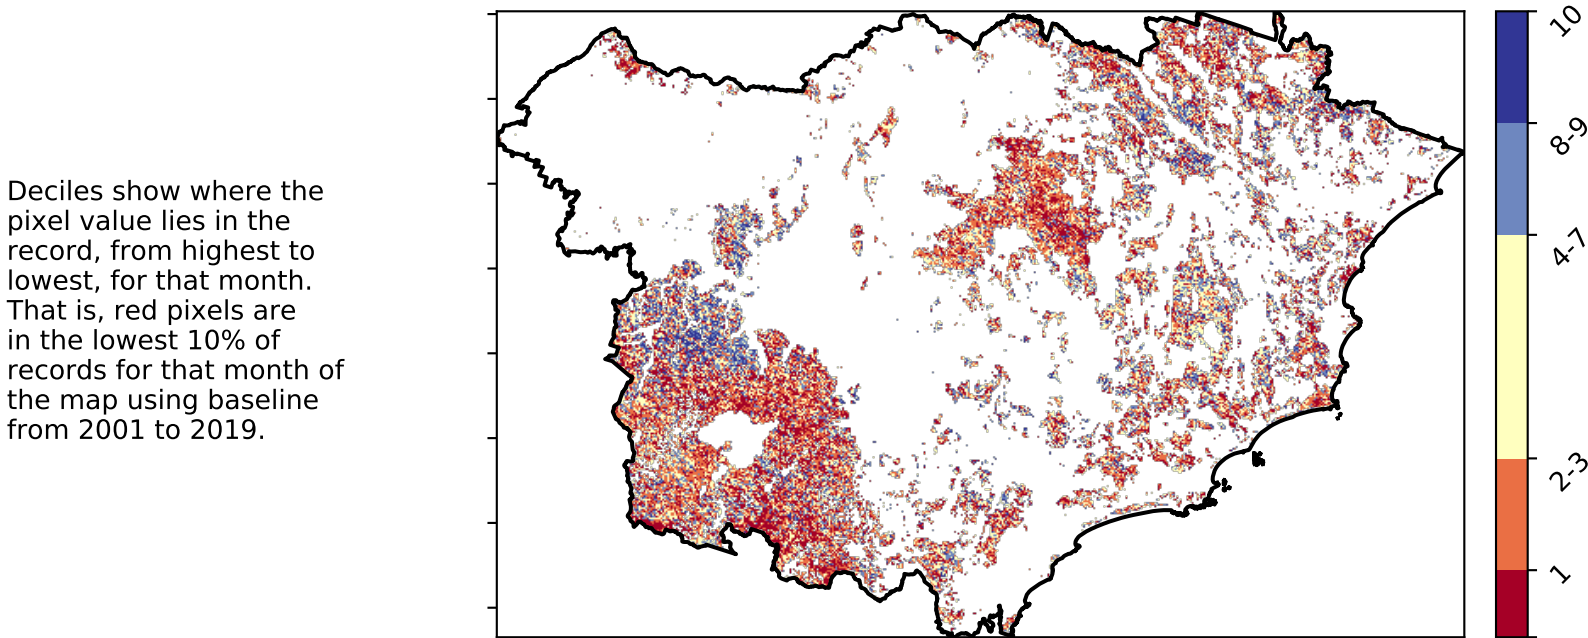 Deciles show where the
pixel value lies in the
record, from highest to
lowest, for that month.
That is, red pixels are
in the lowest 10% of
records for that month of
the map using baseline
from 2001 to 2019.
10
8-9
4-7
2-3
1